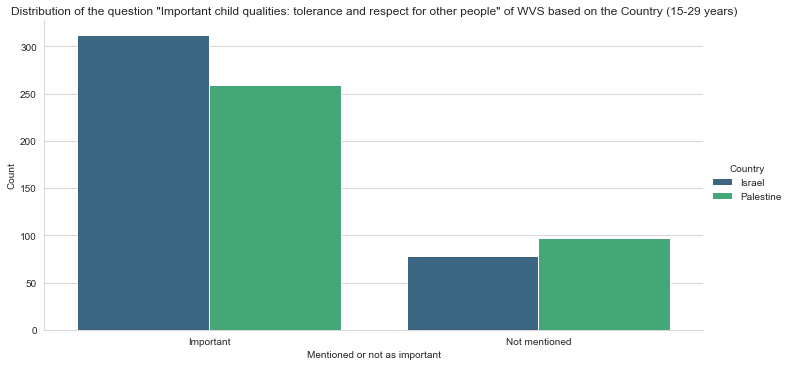 Distribution of the question "Important child qualities: tolerance and respect for other people" of WVS based on the Country (15-29 years)
300
250
200
150
100
50
0
Count
Important
Not mentioned
Mentioned or not as important
Country
Israel
Palestine